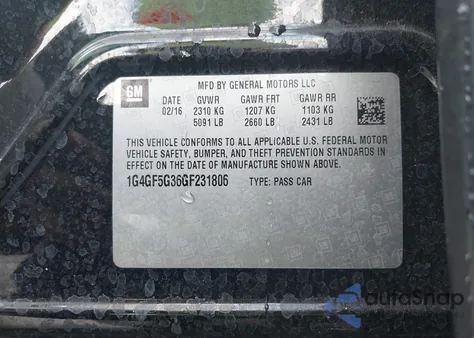 GM
MFD BY GENERAL MOTORS LLC
DATE GVWR GAWR FRT GAWR RR
02/16 2310 KG 1207 KG 1103 KG
5091 LB 2660 LB 2431 LB
THIS VEHICLE CONFORMS TO ALL APPLICABLE U.S. FEDERAL MOTOR
VEHICLE SAFETY, BUMPER, AND THEFT PREVENTION STANDARDS IN
EFFECT ON THE DATE OF MANUFACTURE SHOWN ABOVE.
1G4GF5G36GF231806 TYPE: PASS CAR
autoSnap